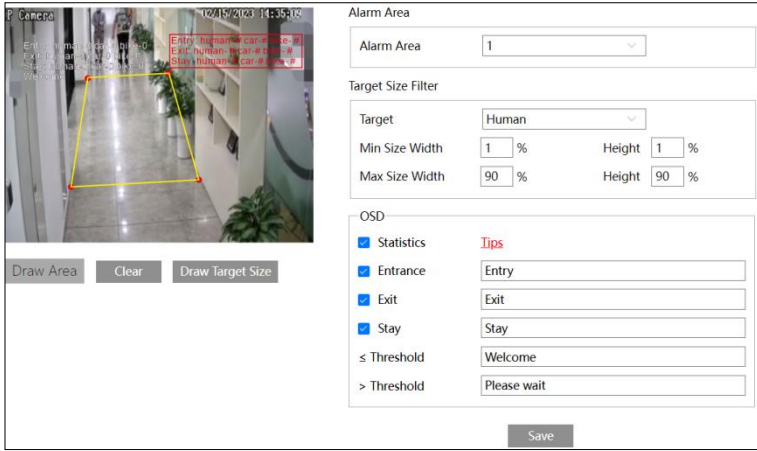 P Camera
02/15/2023 14:35:09
Entry: human-# car-# bike-#
Exit: human-# car-# bike-#
Stay: human-# car-# bike-#
Welcome
Draw Area
Clear
Draw Target Size
Alarm Area
Alarm Area 1
Target Size Filter
Target Human
Min Size Width 1 % Height 1 %
Max Size Width 90 % Height 90 %
OSD
Statistics Tips
Entrance Entry
Exit Exit
Stay Stay
≤ Threshold Welcome
> Threshold Please wait
Save